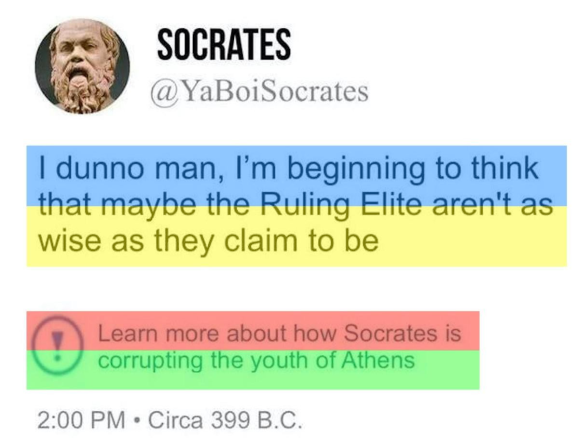 SOCRATES
@YaBoiSocrates
I dunno man, I'm beginning to think
that maybe the Ruling Elite aren't as
wise as they claim to be
! Learn more about how Socrates is
corrupting the youth of Athens
2:00 PM • Circa 399 B.C.